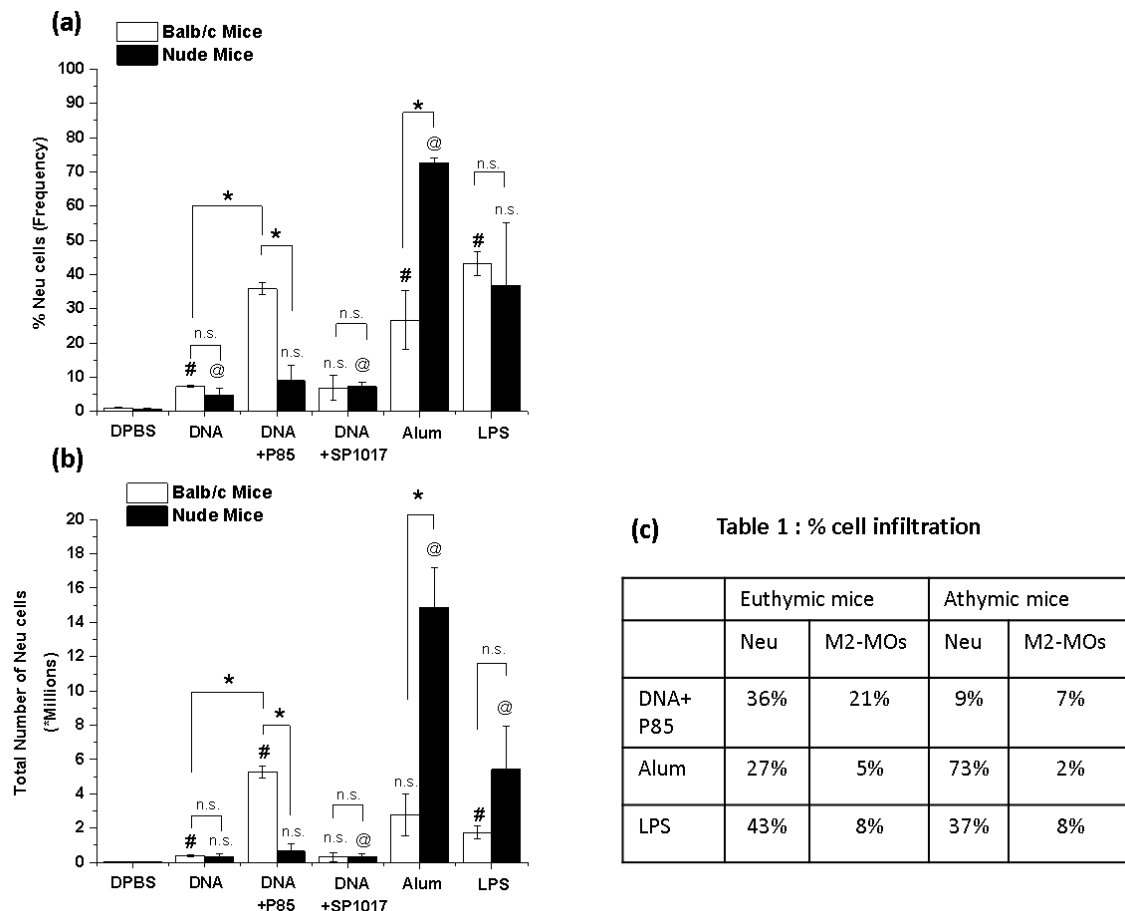 (a)
Balb/c Mice
Nude Mice
% Neu cells (Frequency)
100
90
80
70
60
50
40
30
20
10
0
*
@
n.s.
n.s.
*
*
#
#
n.s.
n.s.
n.s.
#
@
n.s.
@
DPBS
DNA
DNA
+P85
DNA
+SP1017
Alum
LPS
(b)
Balb/c Mice
Nude Mice
Total Number of Neu cells
(*Millions)
20
18
16
14
12
10
8
6
4
2
0
*
@
n.s.
*
*
@
#
n.s.
n.s.
n.s.
#
n.s.
n.s.
@
#
DPBS
DNA
DNA
+P85
DNA
+SP1017
Alum
LPS
(c) Table 1 : % cell infiltration
Euthymic mice Athymic mice
Neu M2-MOs Neu M2-MOs
DNA+
P85 36% 21% 9% 7%
Alum 27% 5% 73% 2%
LPS 43% 8% 37% 8%